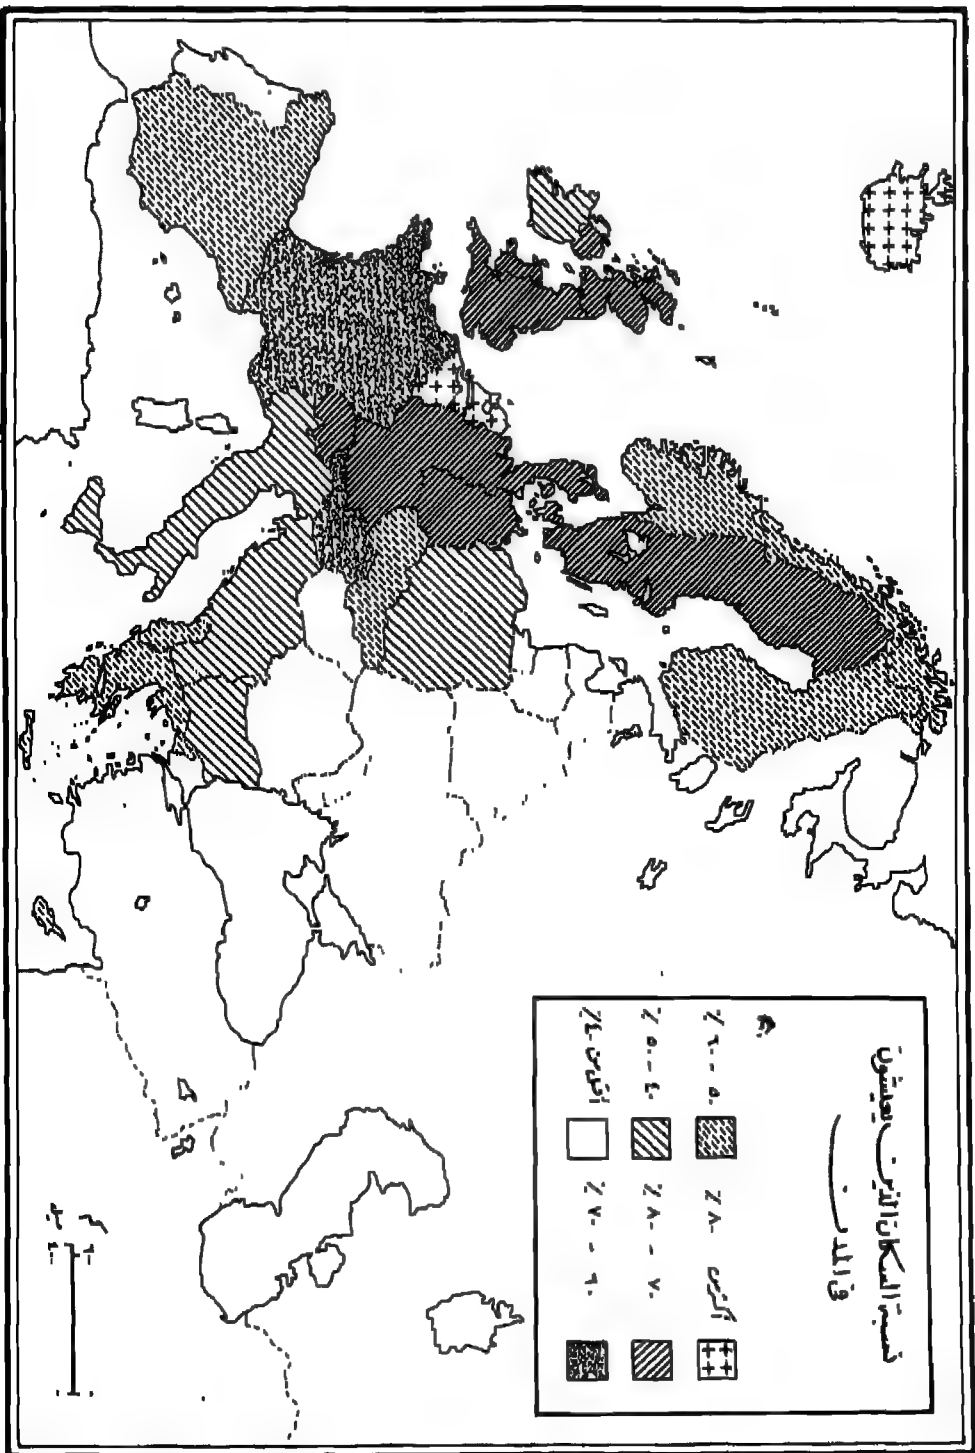 نسبة السكان الذين يعيشون
في المدن
أكثر من ٨٠ ٪
٥٠ - ٦٠ ٪
٧٠ - ٨٠ ٪
٤٠ - ٥٠ ٪
٦٠ - ٧٠ ٪
أقل من ٤٠ ٪